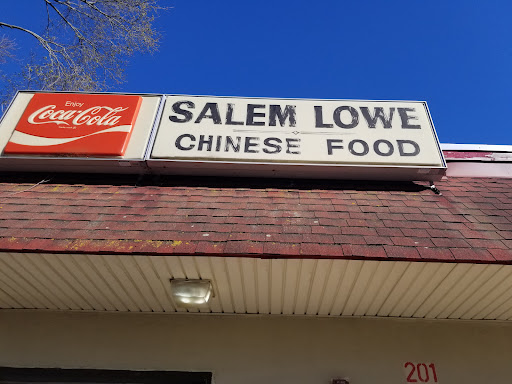 Enjoy
Coca-Cola
SALEM LOWE
CHINESE FOOD
201